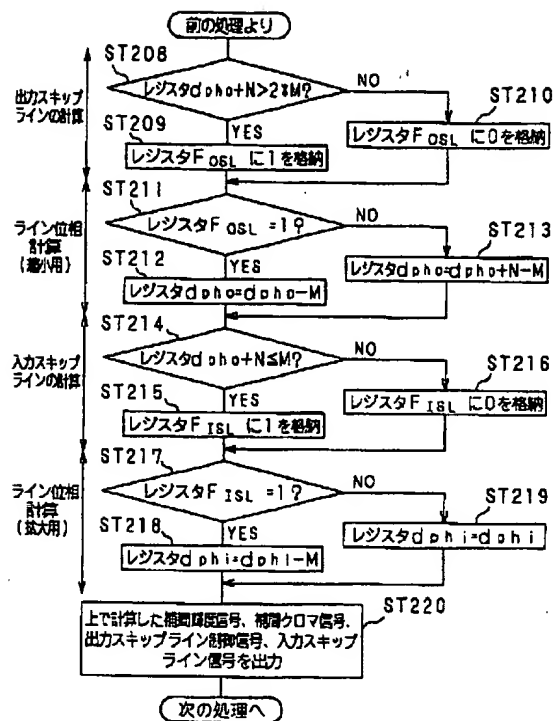 前の処理より
ST208
レジスタdpho+N>2*M?
NO
ST210
出力スキップ
ラインの計算
ST209
YES
レジスタFOSLに1を格納
レジスタFOSLに0を格納
ST211
レジスタFOSL=1?
NO
ST213
ライン位相
計算
(縮小用)
ST212
YES
レジスタdpho=dpho-M
レジスタdpho=dpho+N-M
ST214
レジスタdpho+N≤M?
NO
ST216
入力スキップ
ラインの計算
ST215
YES
レジスタFISLに1を格納
レジスタFISLに0を格納
ST217
レジスタFISL=1?
NO
ST219
ライン位相
計算
(拡大用)
ST218
YES
レジスタdphi=dphi-M
レジスタdphi=dphi
ST220
上で計算した補間輝度信号、補間クロマ信号、
出力スキップライン制御信号、入力スキップ
ライン信号を出力
次の処理へ